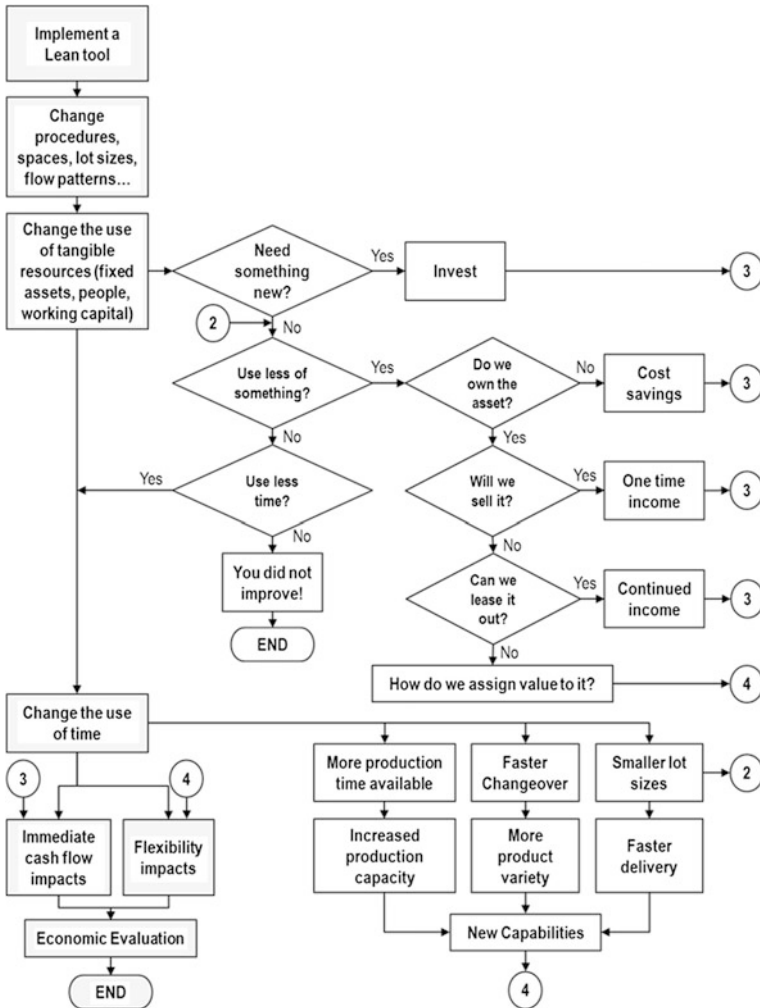 Implement a
Lean tool
Change
procedures,
spaces, lot sizes,
flow patterns...
Change the use
of tangible
resources (fixed
assets, people,
working capital)
Need
something
new?
Yes
Invest
3
2
No
Use less of
something?
Yes
Do we
own the
asset?
No
Cost
savings
3
No
Yes
Yes
Use less
time?
Will we
sell it?
Yes
One time
income
3
No
No
You did not
improve!
END
Can we
lease it
out?
Yes
Continued
income
3
No
How do we assign value to it?
4
Change the use
of time
3
4
More production
time available
Faster
Changeover
Smaller lot
sizes
2
Immediate
cash flow
impacts
Flexibility
impacts
Increased
production
capacity
More
product
variety
Faster
delivery
Economic Evaluation
New Capabilities
END
4